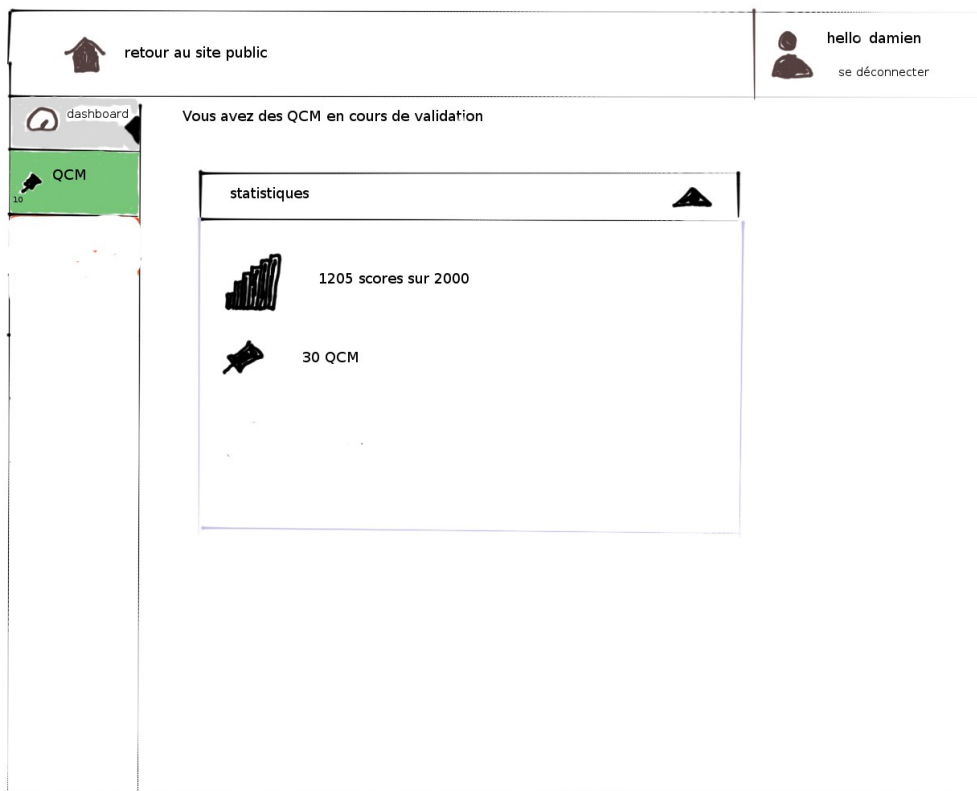 retour au site public
hello damien
se déconnecter
dashboard
Vous avez des QCM en cours de validation
QCM
10
statistiques
1205 scores sur 2000
30 QCM